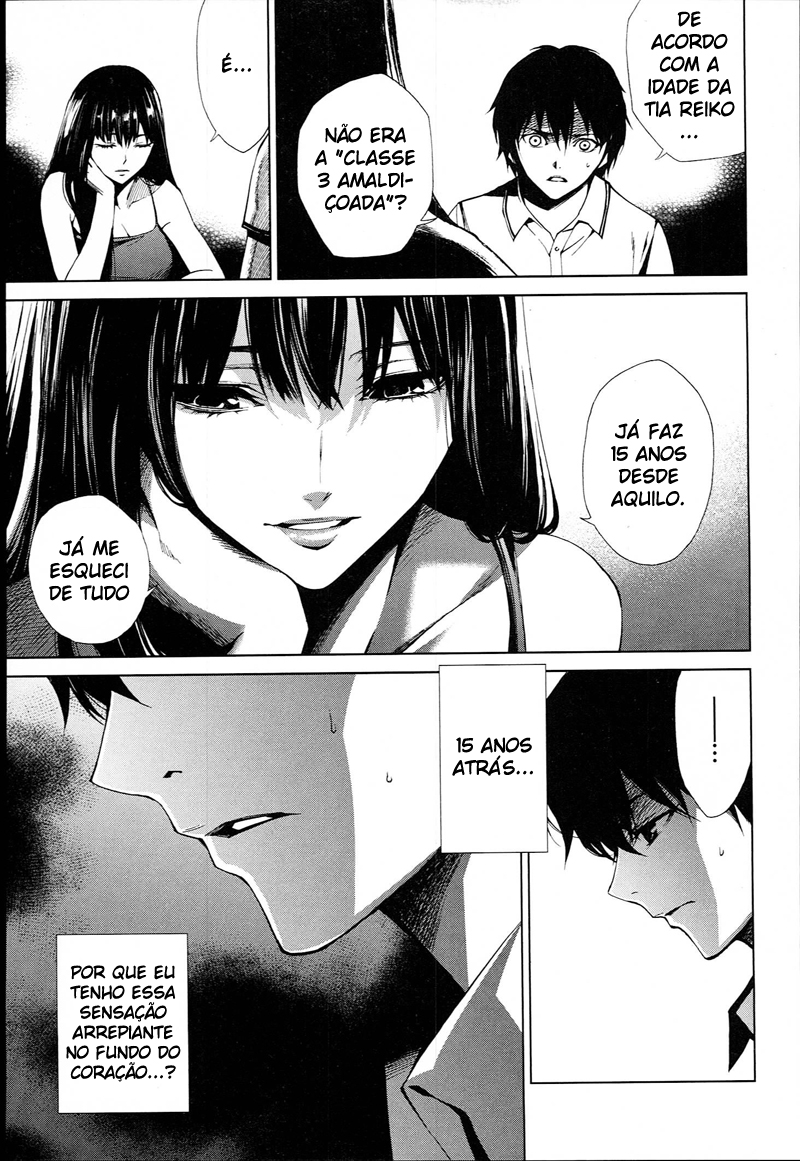 DE
ACORDO
COM A
IDADE DA
TIA REIKO
...
NÃO ERA
A "CLASSE
3 AMALDI-
ÇOADA"?
É...
JÁ FAZ
15 ANOS
DESDE
AQUILO.
JÁ ME
ESQUECI
DE TUDO
—...
15 ANOS
ATRÁS...
POR QUE EU
TENHO ESSA
SENSAÇÃO
ARREPIANTE
NO FUNDO DO
CORAÇÃO...?